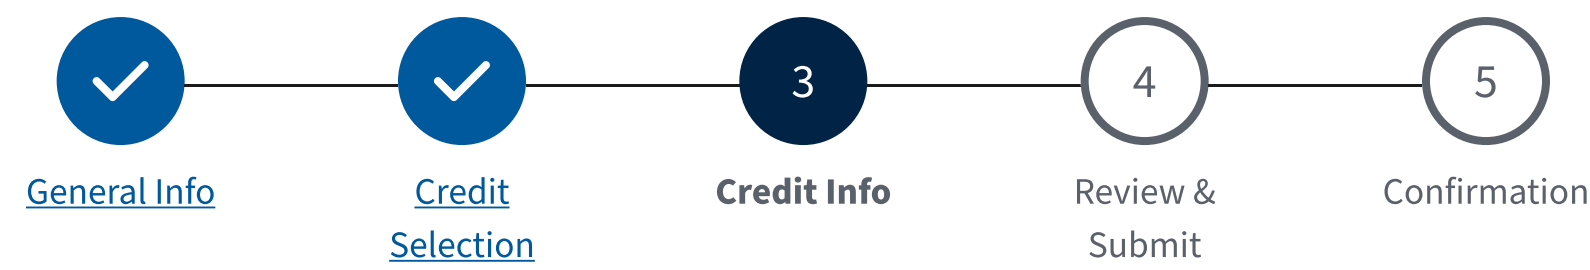 3
4
5
General Info
Credit
Selection
Credit Info
Review &
Submit
Confirmation